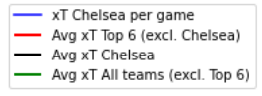 xT Chelsea per game
Avg xT Top 6 (excl. Chelsea)
Avg xT Chelsea
Avg xT All teams (excl. Top 6)